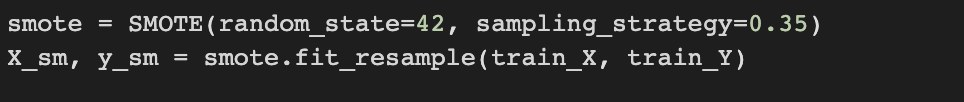 smote = SMOTE(random_state=42, sampling_strategy=0.35)
X_sm, y_sm = smote.fit_resample(train_X, train_Y)